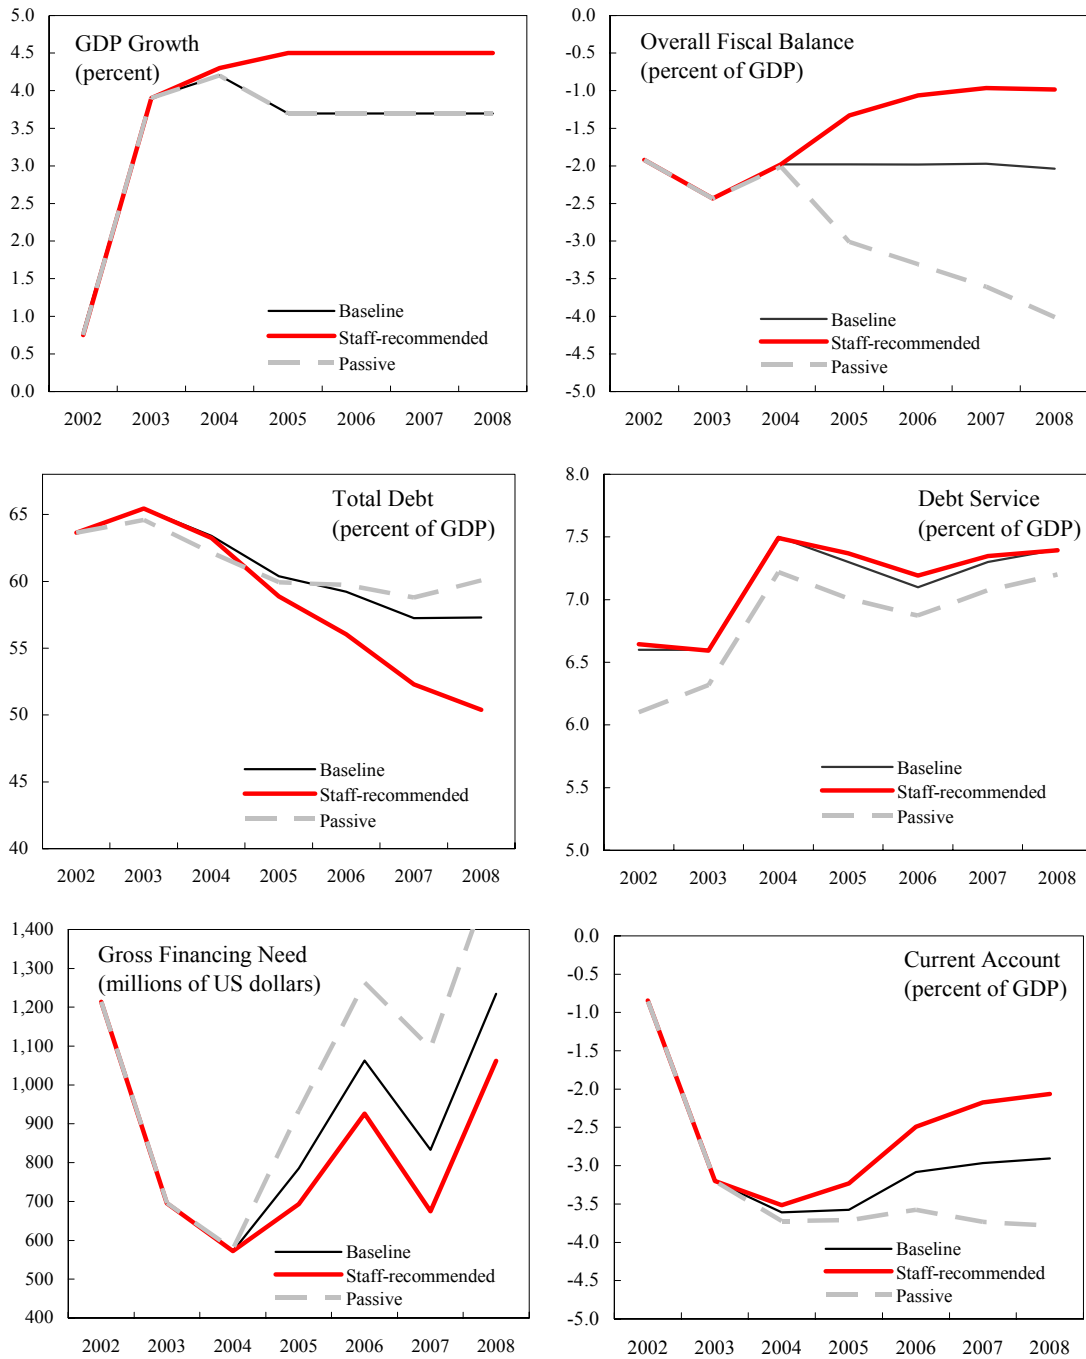 GDP Growth
(percent)
5.0
4.5
4.0
3.5
3.0
2.5
2.0
1.5
1.0
0.5
0.0
Baseline
Staff-recommended
Passive
2002 2003 2004 2005 2006 2007 2008
Overall Fiscal Balance
(percent of GDP)
0.0
-0.5
-1.0
-1.5
-2.0
-2.5
-3.0
-3.5
-4.0
-4.5
-5.0
Baseline
Staff-recommended
Passive
2002 2003 2004 2005 2006 2007 2008
Total Debt
(percent of GDP)
65
60
55
50
45
40
Baseline
Staff-recommended
Passive
2002 2003 2004 2005 2006 2007 2008
Debt Service
(percent of GDP)
8.0
7.5
7.0
6.5
6.0
5.5
5.0
Baseline
Staff-recommended
Passive
2002 2003 2004 2005 2006 2007 2008
Gross Financing Need
(millions of US dollars)
1,400
1,300
1,200
1,100
1,000
900
800
700
600
500
400
Baseline
Staff-recommended
Passive
2002 2003 2004 2005 2006 2007 2008
Current Account
(percent of GDP)
0.0
-0.5
-1.0
-1.5
-2.0
-2.5
-3.0
-3.5
-4.0
-4.5
-5.0
Baseline
Staff-recommended
Passive
2002 2003 2004 2005 2006 2007 2008